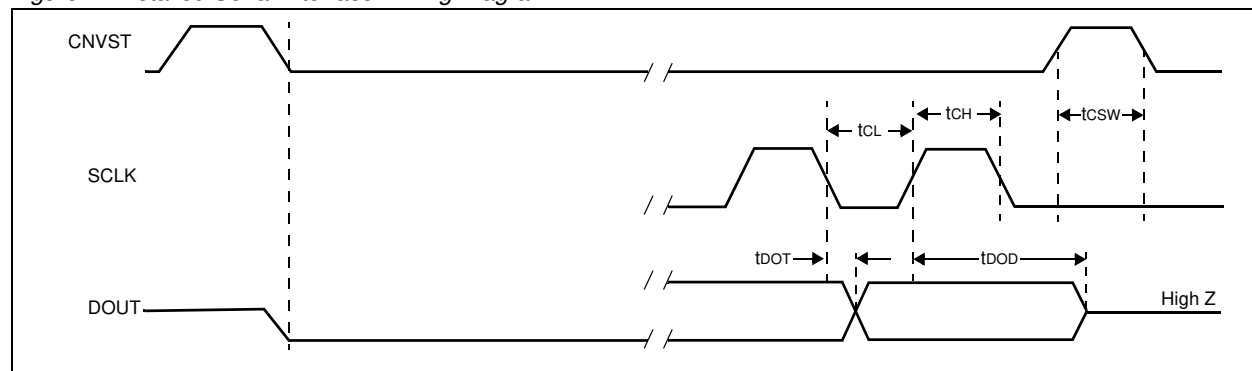 CNVST
tCL
tCH
tCSW
SCLK
tDOT
tDOD
DOUT
High Z